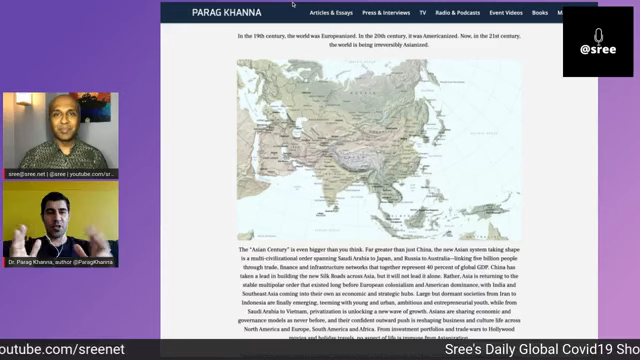 PARAG KHANNA
Articles & Essays Press & Interviews TV Radio & Podcasts Event Videos Books
In the 19th century, the world was Europeanized. In the 20th century, it was Americanized. Now, in the 21st century,
the world is being irreversibly Asianized.
@sree
sree@sree.net | @sree | youtube.com/sr...
Dr. Parag Khanna, author @ParagKhanna
The "Asian Century" is even bigger than you think. Far greater than just China, the new Asian system taking shape
is a multi-civilizational order spanning Saudi Arabia to Japan, and Russia to Australia—linking five billion people
through trade, finance and infrastructure networks that together represent 40 percent of global GDP. China has
taken a lead in building the new Silk Roads across Asia, but it will not lead it alone. Rather, Asia is returning to the
stable multipolar order that existed long before European colonialism and American dominance, with India and
Southeast Asia coming into their own as economic and strategic hubs. Large but dormant societies from Iran to
Indonesia are finally emerging, teeming with young and urban, ambitious and entrepreneurial youth, while from
Saudi Arabia to Vietnam, privatization is unlocking a new wave of growth. Asians are sharing economic and
governance models as never before, and their confident outward push is reshaping business and culture life across
North America and Europe, South America and Africa. From investment portfolios and trade wars to Hollywood
movies and holiday travels, no aspect of life is immune from Asianization.
youtube.com/sreenet
Sree's Daily Global Covid19 Sho